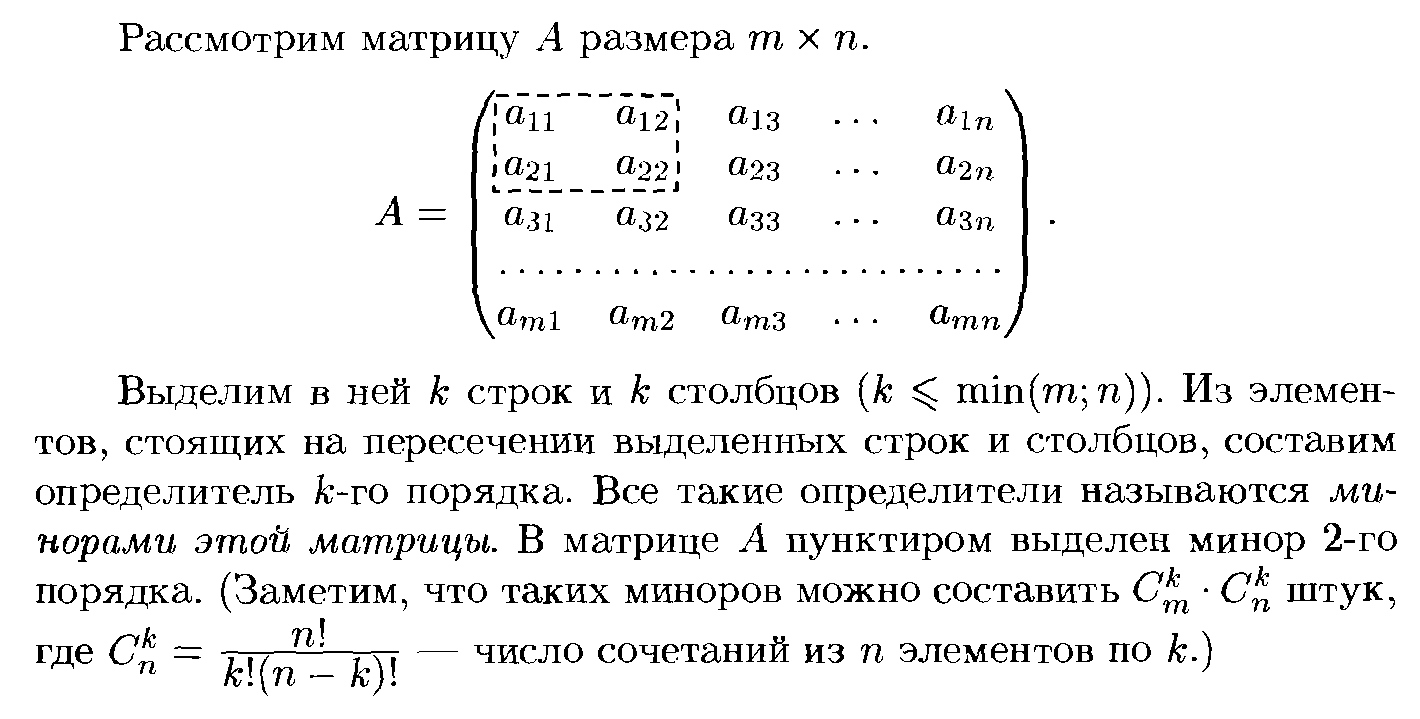 Рассмотрим матрицу A размера m × n.
a₁₁ a₁₂ a₁₃ ... a₁ₙ
a₂₁ a₂₂ a₂₃ ... a₂ₙ
A = a₃₁ a₃₂ a₃₃ ... a₃ₙ .
............................
aₘ₁ aₘ₂ aₘ₃ ... aₘₙ
Выделим в ней k строк и k столбцов (k ⩽ min(m; n)). Из элемен-
тов, стоящих на пересечении выделенных строк и столбцов, составим
определитель k-го порядка. Все такие определители называются ми-
норами этой матрицы. В матрице A пунктиром выделен минор 2-го
порядка. (Заметим, что таких миноров можно составить Cₘᵏ · Cₙᵏ штук,
где Cₙᵏ = n! / k!(n − k)! — число сочетаний из n элементов по k.)